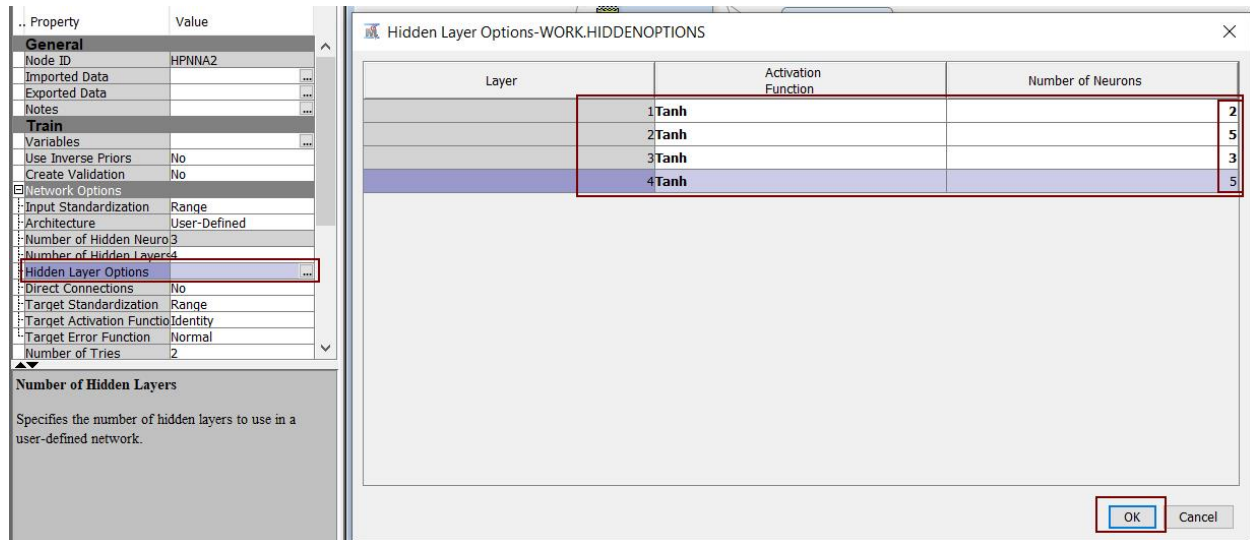 .. Property Value
General
Node ID HPNNA2
Imported Data ...
Exported Data ...
Notes ...
Train
Variables ...
Use Inverse Priors No
Create Validation No
Network Options
Input Standardization Range
Architecture User-Defined
Number of Hidden Neuro 3
Number of Hidden Layers 4
Hidden Layer Options ...
Direct Connections No
Target Standardization Range
Target Activation Functio Identity
Target Error Function Normal
Number of Tries 2
Number of Hidden Layers
Specifies the number of hidden layers to use in a
user-defined network.
Hidden Layer Options-WORK.HIDDENOPTIONS
Layer Activation Function Number of Neurons
1 Tanh 2
2 Tanh 5
3 Tanh 3
4 Tanh 5
OK Cancel